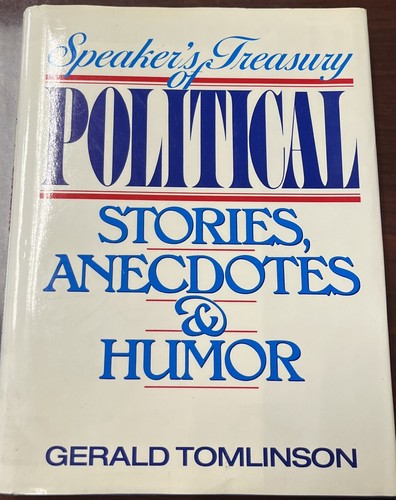 Speaker's Treasury
of
POLITICAL
STORIES,
ANECDOTES
&
HUMOR
GERALD TOMLINSON